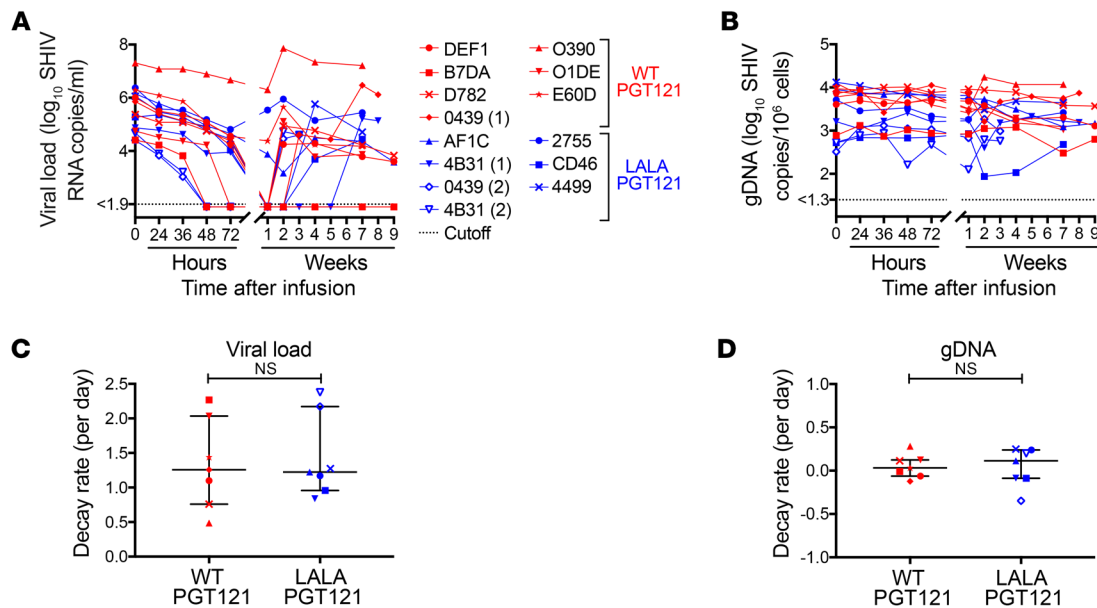 A
Viral load (log10 SHIV
RNA copies/ml)
8
6
4
<1.9
0 24 36 48 72
1 2 3 4 5 6 7 8 9
Hours
Weeks
Time after infusion
DEF1
B7DA
D782
0439 (1)
AF1C
4B31 (1)
0439 (2)
4B31 (2)
Cutoff
O390
O1DE
E60D
WT
PGT121
2755
CD46
4499
LALA
PGT121
B
gDNA (log10 SHIV
copies/10^6 cells)
5
4
3
2
<1.3
0 24 36 48 72
1 2 3 4 5 6 7 8 9
Hours
Weeks
Time after infusion
C
Viral load
NS
Decay rate (per day)
2.5
2.0
1.5
1.0
0.5
0.0
WT
PGT121
LALA
PGT121
D
gDNA
NS
Decay rate (per day)
1.0
0.5
0.0
-0.5
-1.0
WT
PGT121
LALA
PGT121